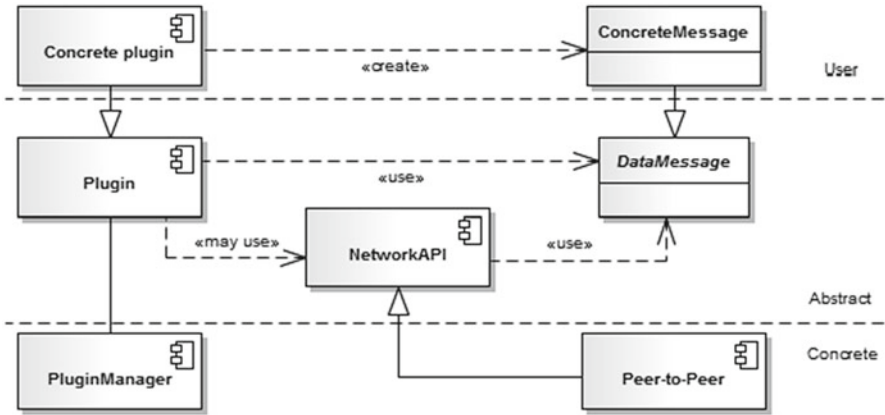 Concrete plugin
ConcreteMessage
«create»
User
Plugin
DataMessage
«use»
«may use»
NetworkAPI
«use»
Abstract
PluginManager
Peer-to-Peer
Concrete